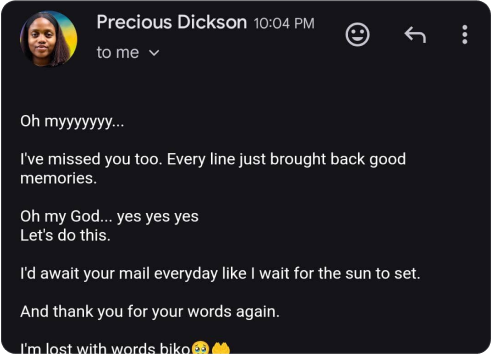 Precious Dickson 10:04 PM
to me
Oh myyyyyyy...
I've missed you too. Every line just brought back good
memories.
Oh my God... yes yes yes
Let's do this.
I'd await your mail everyday like I wait for the sun to set.
And thank you for your words again.
I'm lost with words biko🥹🤲